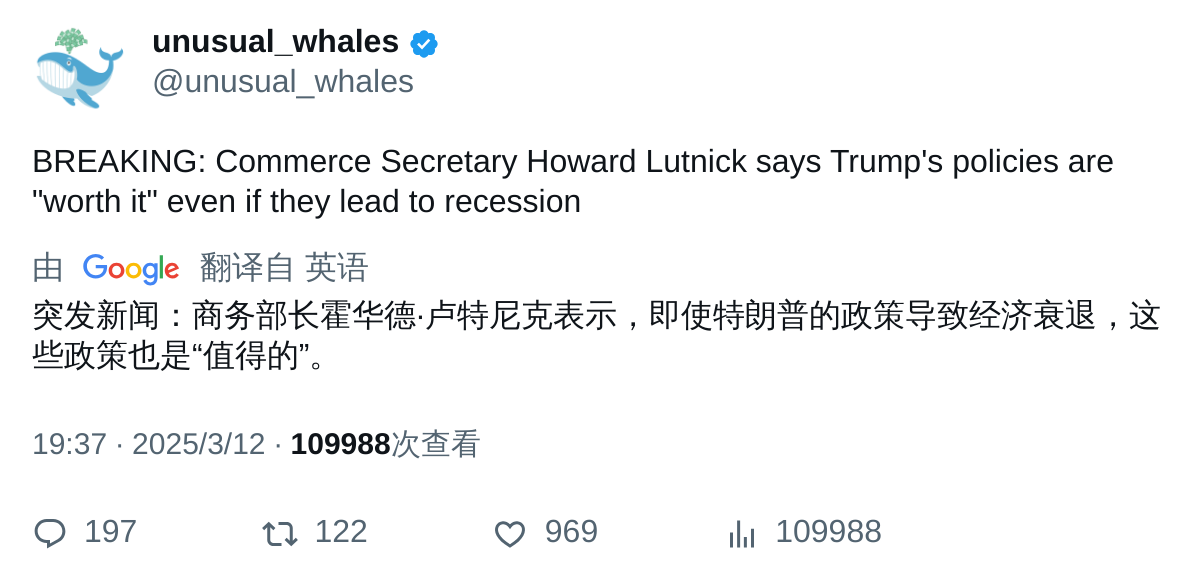 unusual_whales
@unusual_whales
BREAKING: Commerce Secretary Howard Lutnick says Trump's policies are
"worth it" even if they lead to recession
由 Google 翻译自 英语
突发新闻：商务部长霍华德·卢特尼克表示，即使特朗普的政策导致经济衰退，这
些政策也是“值得的”。
19:37 · 2025/3/12 · 109988次查看
197 122 969 109988